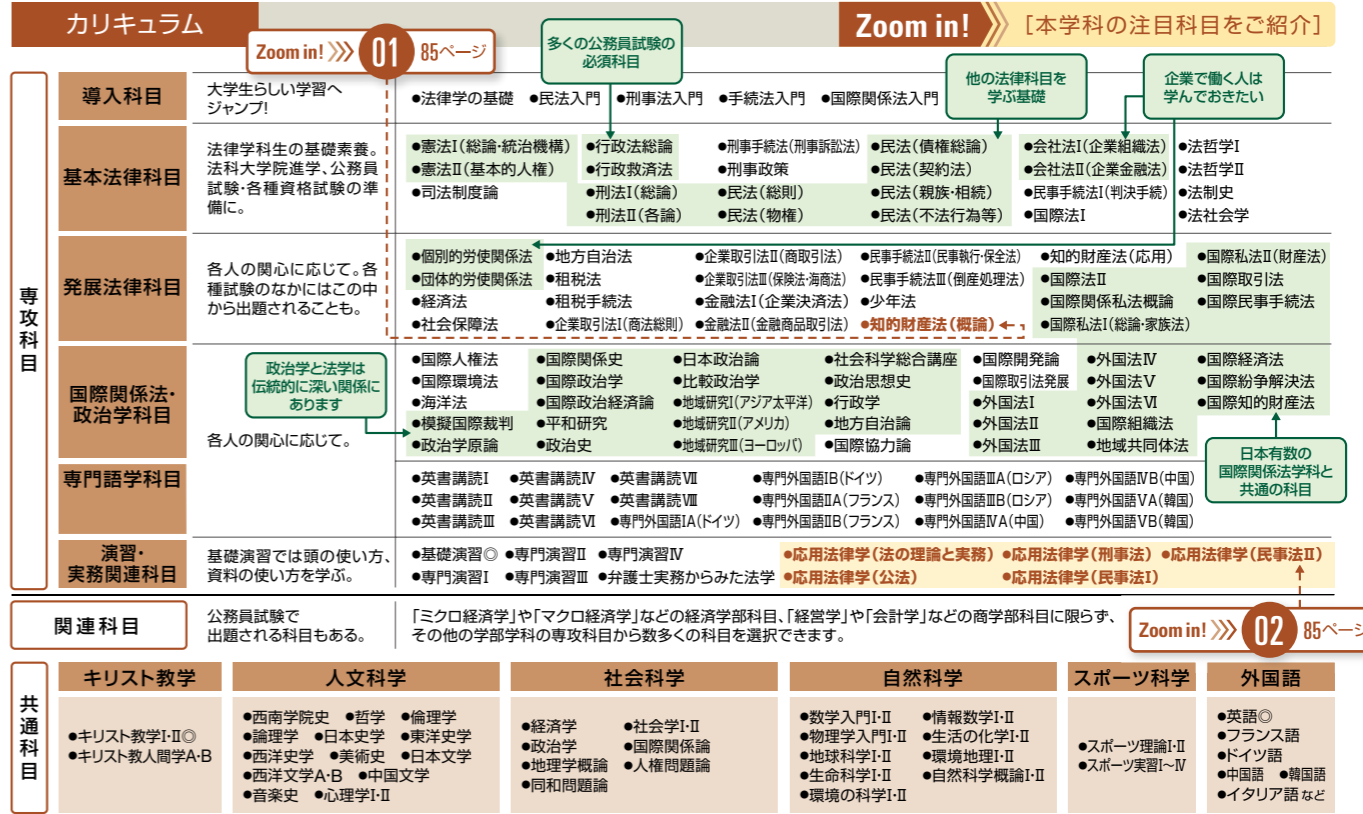 カリキュラム
Zoom in! [本学科の注目科目をご紹介]
Zoom in! 01 85ページ
多くの公務員試験の
必須科目
他の法律科目を
学ぶ基礎
企業で働く人は
学んでおきたい
専攻科目
導入科目
大学生らしい学習へ
ジャンプ!
●法律学の基礎 ●民法入門 ●刑事法入門 ●手続法入門 ●国際関係法入門
基本法律科目
法律学科生の基礎素養。
法科大学院進学、公務員
試験・各種資格試験の準
備に。
●憲法Ⅰ(総論・統治機構) ●行政法総論 ●刑事手続法(刑事訴訟法) ●民法(債権総論) ●会社法Ⅰ(企業組織法) ●法哲学Ⅰ
●憲法Ⅱ(基本的人権) ●行政救済法 ●刑事政策 ●民法(契約法) ●会社法Ⅱ(企業金融法) ●法哲学Ⅱ
●司法制度論 ●刑法Ⅰ(総論) ●民法(総則) ●民法(親族・相続) ●民事手続法Ⅰ(判決手続) ●法制史
●刑法Ⅱ(各論) ●民法(物権) ●民法(不法行為等) ●国際法Ⅰ ●法社会学
発展法律科目
各人の関心に応じて。各
種試験のなかにはこの中
から出題されることも。
●個別的労使関係法 ●地方自治法 ●企業取引法Ⅱ(商取引法) ●民事手続法Ⅱ(民事執行・保全法) ●知的財産法(応用) ●国際私法Ⅱ(財産法)
●団体的労使関係法 ●租税法 ●企業取引法Ⅲ(保険法・海商法) ●民事手続法Ⅲ(倒産処理法) ●国際法Ⅱ ●国際取引法
●経済法 ●租税手続法 ●金融法Ⅰ(企業決済法) ●少年法 ●国際関係私法概論 ●国際民事手続法
●社会保障法 ●企業取引法Ⅰ(商法総則) ●金融法Ⅱ(金融商品取引法) ●知的財産法(概論) ●国際私法Ⅰ(総論・家族法)
国際関係法・
政治学科目
政治学と法学は
伝統的に深い関係に
あります
各人の関心に応じて。
●国際人権法 ●国際関係史 ●日本政治論 ●社会科学総合講座 ●国際開発論 ●外国法Ⅳ ●国際経済法
●国際環境法 ●国際政治学 ●比較政治学 ●政治思想史 ●国際取引法発展 ●外国法Ⅴ ●国際紛争解決法
●海洋法 ●国際政治経済論 ●地域研究Ⅰ(アジア太平洋) ●行政学 ●外国法Ⅰ ●外国法Ⅵ ●国際知的財産法
●模擬国際裁判 ●平和研究 ●地域研究Ⅱ(アメリカ) ●地方自治論 ●外国法Ⅱ ●国際組織法
●政治学原論 ●政治史 ●地域研究Ⅲ(ヨーロッパ) ●国際協力論 ●外国法Ⅲ ●地域共同体法
日本有数の
国際関係法学科と
共通の科目
専門語学科目
●英書講読Ⅰ ●英書講読Ⅳ ●英書講読Ⅶ ●専門外国語ⅠB(ドイツ) ●専門外国語ⅢA(ロシア) ●専門外国語ⅣB(中国)
●英書講読Ⅱ ●英書講読Ⅴ ●英書講読Ⅷ ●専門外国語ⅡA(フランス) ●専門外国語ⅢB(ロシア) ●専門外国語ⅤA(韓国)
●英書講読Ⅲ ●英書講読Ⅵ ●専門外国語ⅠA(ドイツ) ●専門外国語ⅡB(フランス) ●専門外国語ⅣA(中国) ●専門外国語ⅤB(韓国)
演習・
実務関連科目
基礎演習では頭の使い方、
資料の使い方を学ぶ。
●基礎演習◎ ●専門演習Ⅱ ●専門演習Ⅳ ●応用法律学(法の理論と実務) ●応用法律学(刑事法) ●応用法律学(民事法Ⅱ)
●専門演習Ⅰ ●専門演習Ⅲ ●弁護士実務からみた法学 ●応用法律学(公法) ●応用法律学(民事法Ⅰ)
関連科目
公務員試験で
出題される科目もある。
「ミクロ経済学」や「マクロ経済学」などの経済学部科目、「経営学」や「会計学」などの商学部科目に限らず、
その他の学部学科の専攻科目から数多くの科目を選択できます。
Zoom in! 02 85ページ
共通科目
キリスト教学 人文科学 社会科学 自然科学 スポーツ科学 外国語
●キリスト教学Ⅰ・Ⅱ◎
●キリスト教人間学A・B
●西南学院史 ●哲学 ●倫理学
●論理学 ●日本史学 ●東洋史学
●西洋史学 ●美術史 ●日本文学
●西洋文学A・B ●中国文学
●音楽史 ●心理学Ⅰ・Ⅱ
●経済学 ●社会学Ⅰ・Ⅱ
●政治学 ●国際関係論
●地理学概論 ●人権問題論
●同和問題論
●数学入門Ⅰ・Ⅱ ●情報数学Ⅰ・Ⅱ
●物理学入門Ⅰ・Ⅱ ●生活の化学Ⅰ・Ⅱ
●地球科学Ⅰ・Ⅱ ●環境地理Ⅰ・Ⅱ
●生命科学Ⅰ・Ⅱ ●自然科学概論Ⅰ・Ⅱ
●環境の科学Ⅰ・Ⅱ
●スポーツ理論Ⅰ・Ⅱ
●スポーツ実習Ⅰ〜Ⅳ
●英語◎
●フランス語
●ドイツ語
●中国語 ●韓国語
●イタリア語 など